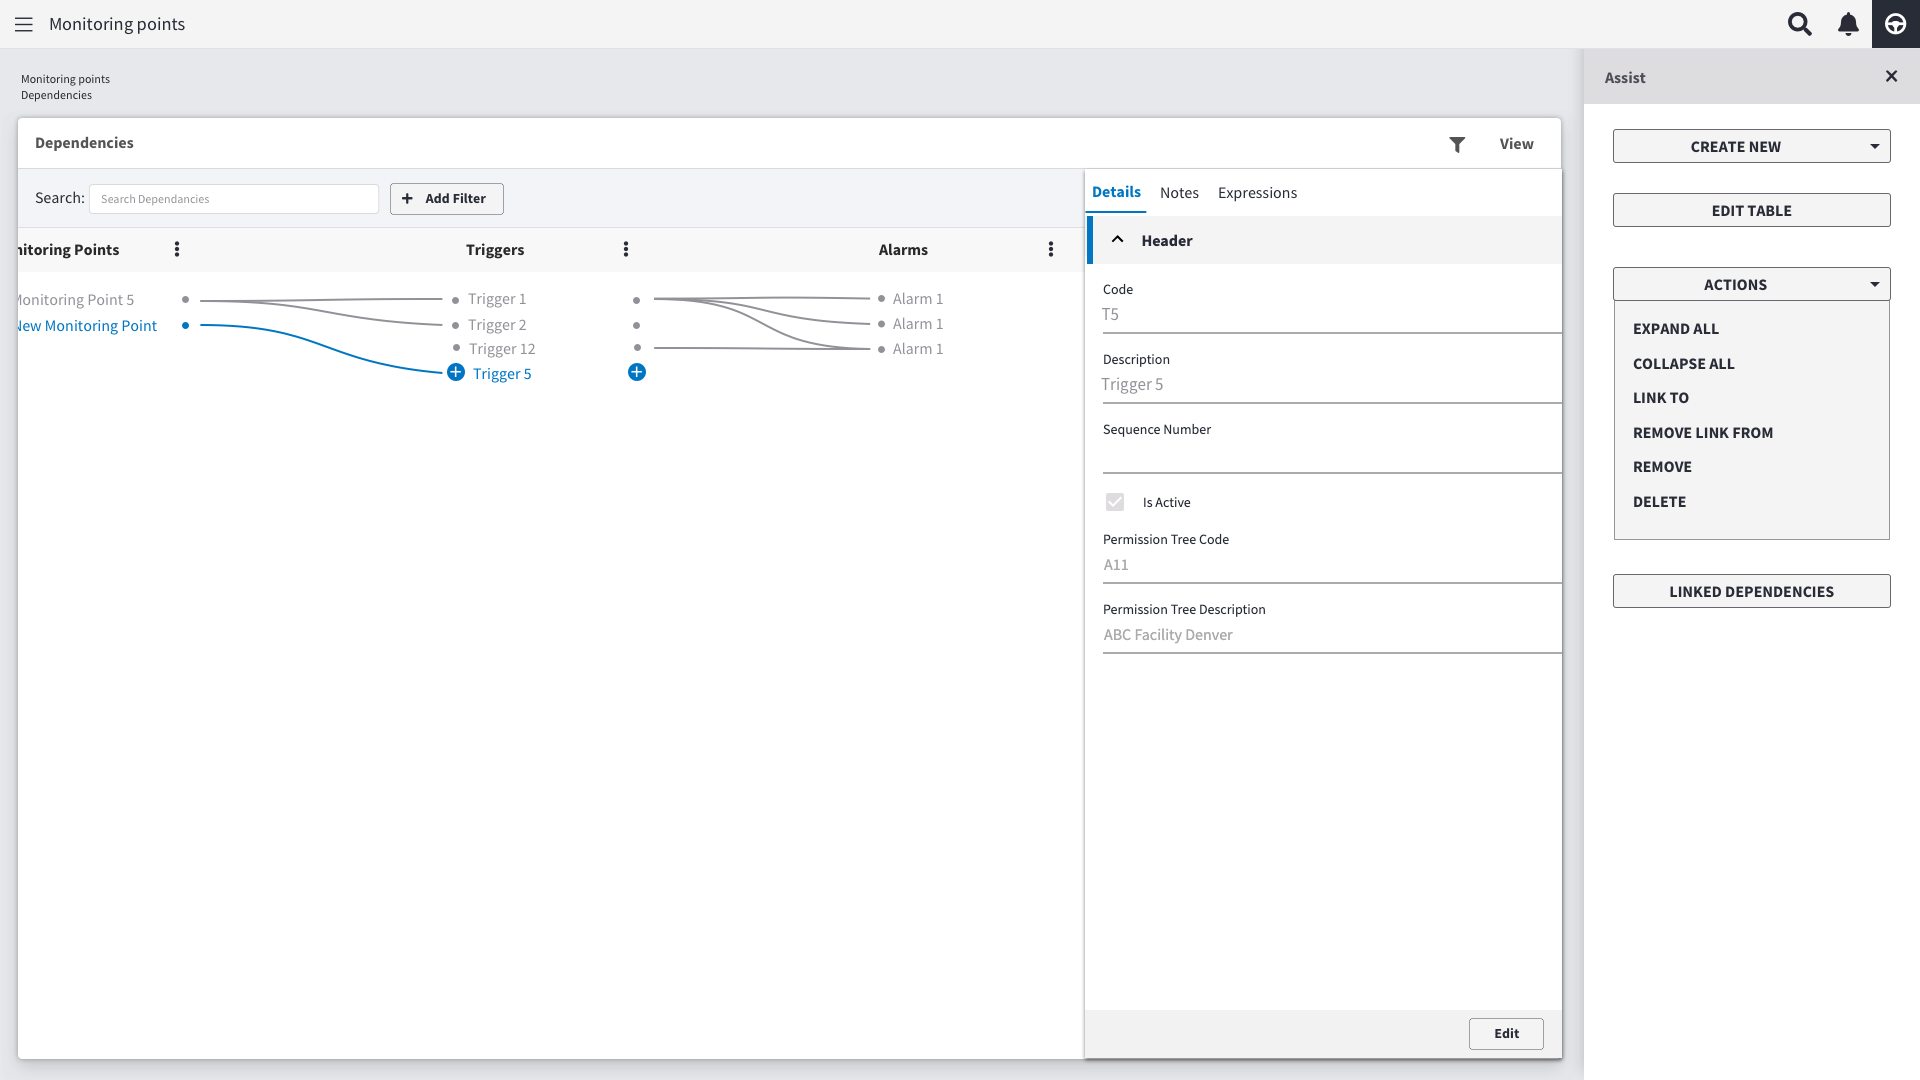 Monitoring points
Monitoring points
Dependencies
Dependencies
View
Search:
Search Dependancies
Add Filter
nitoring Points
Triggers
Alarms
Monitoring Point 5
New Monitoring Point
Trigger 1
Trigger 2
Trigger 12
Trigger 5
Alarm 1
Alarm 1
Alarm 1
Details
Notes
Expressions
Header
Code
T5
Description
Trigger 5
Sequence Number
Is Active
Permission Tree Code
A11
Permission Tree Description
ABC Facility Denver
Edit
Assist
CREATE NEW
EDIT TABLE
ACTIONS
EXPAND ALL
COLLAPSE ALL
LINK TO
REMOVE LINK FROM
REMOVE
DELETE
LINKED DEPENDENCIES